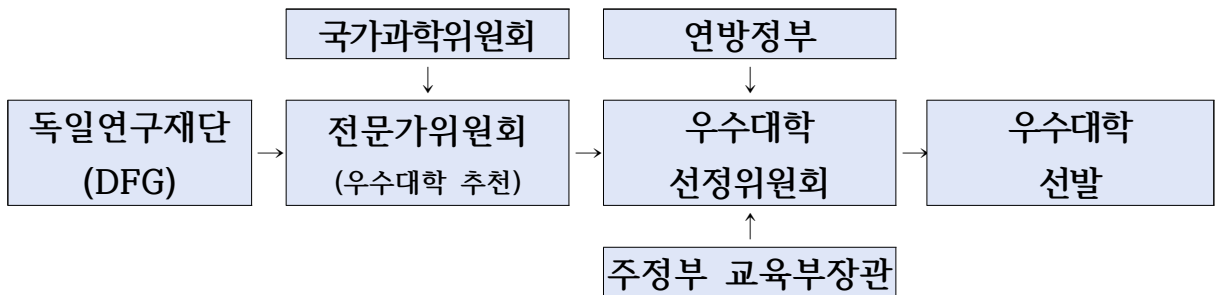 국가과학위원회
연방정부
독일연구재단
(DFG)
전문가위원회
(우수대학 추천)
우수대학
선정위원회
우수대학
선발
주정부 교육부장관